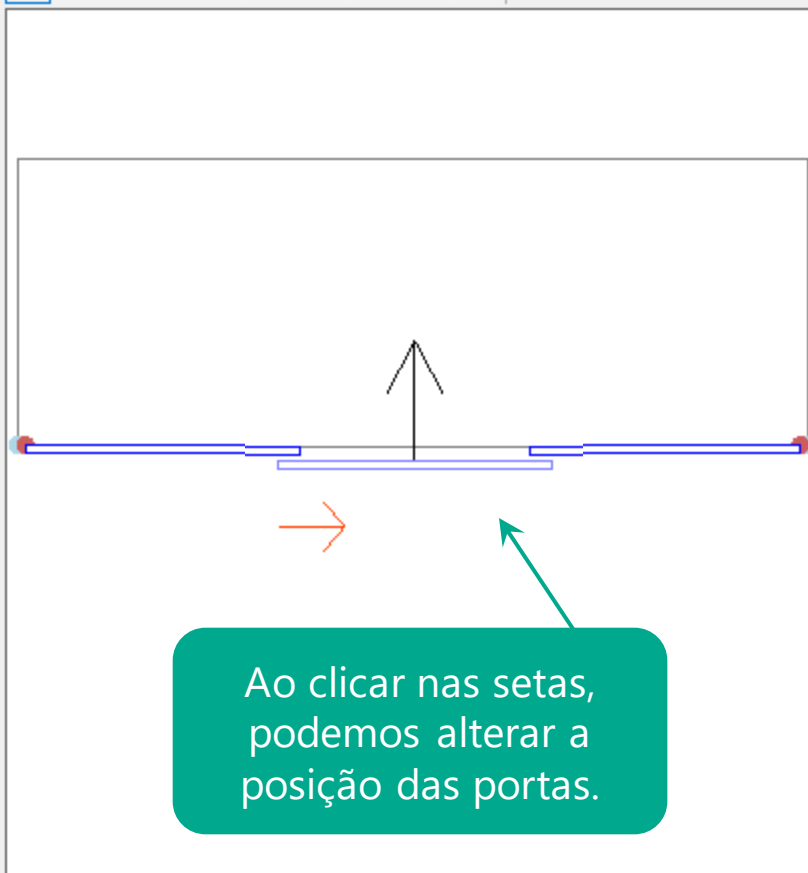 Ao clicar nas setas,
podemos alterar a
posição das portas.